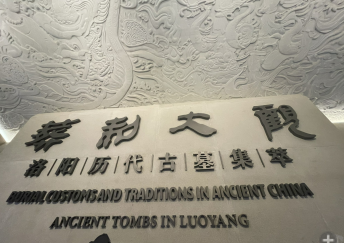 葬制大觀
洛|阳|历|代|古|墓|集|萃
BURIAL CUSTOMS AND TRADITIONS IN ANCIENT CHINA
ANCIENT TOMBS IN LUOYANG